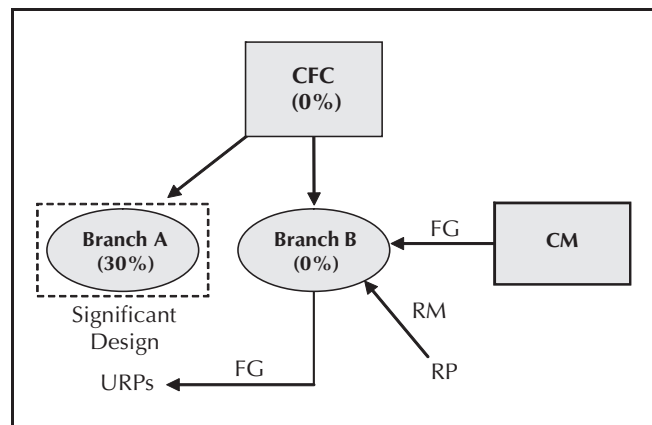 CFC
(0%)
Branch A
(30%)
Branch B
(0%)
FG
CM
Significant
Design
RM
RP
URPs
FG